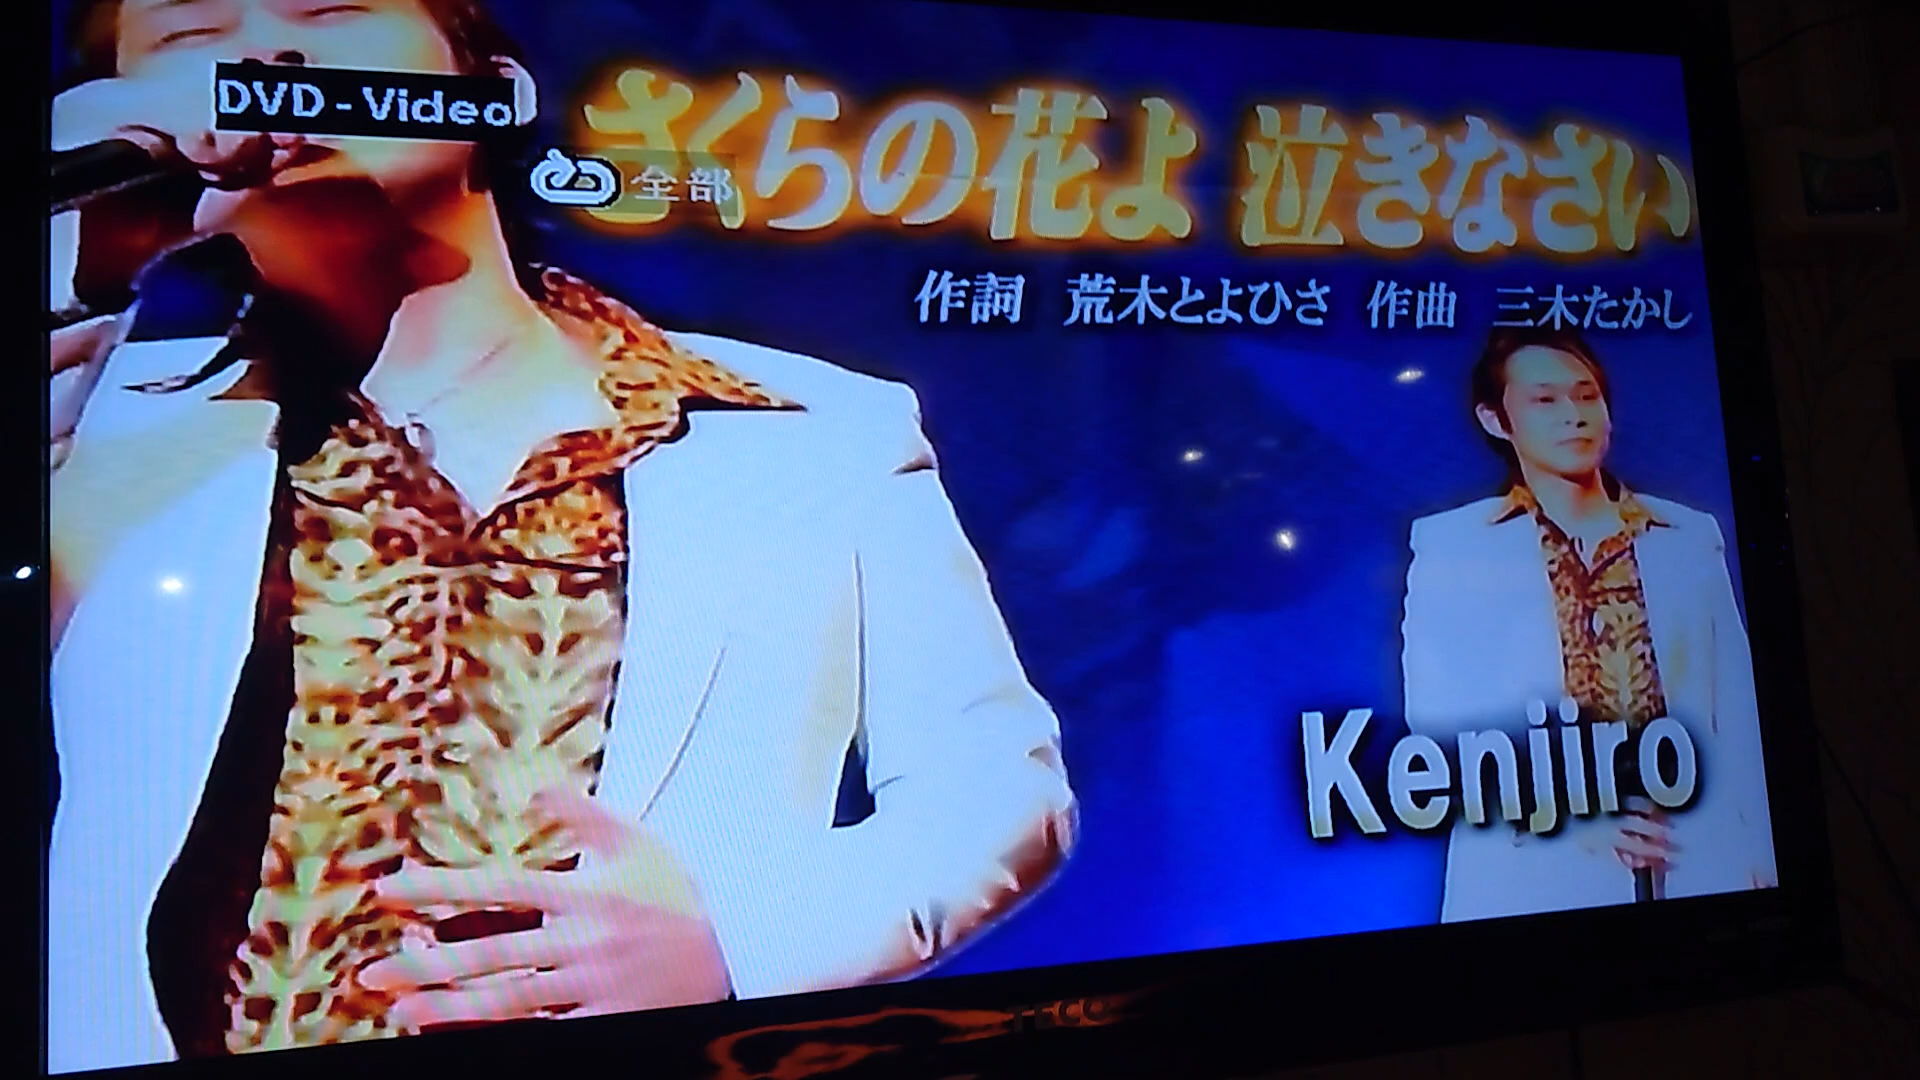 DVD-Video
さくらの花よ 泣きなさい
全部
作詞 荒木とよひさ 作曲 三木たかし
Kenjiro
TECO